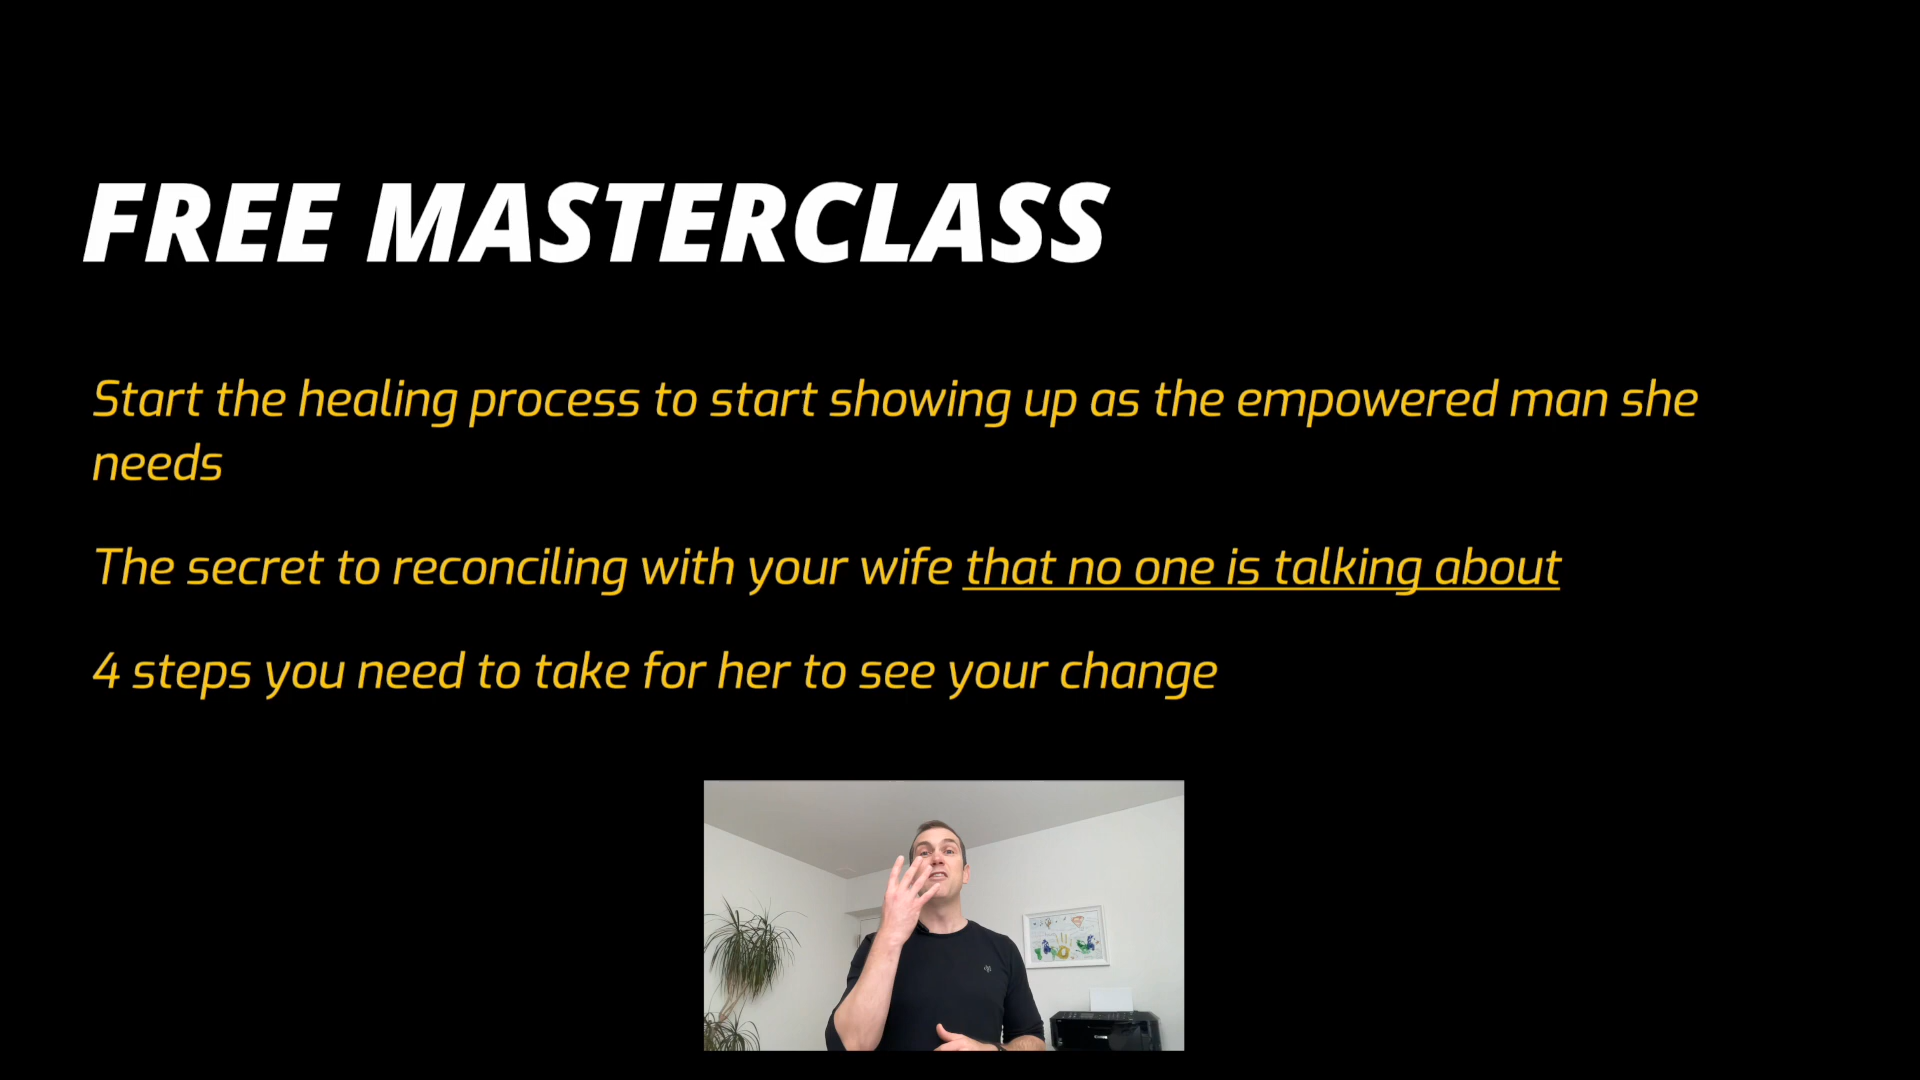 FREE MASTERCLASS
Start the healing process to start showing up as the empowered man she
needs
The secret to reconciling with your wife that no one is talking about
4 steps you need to take for her to see your change